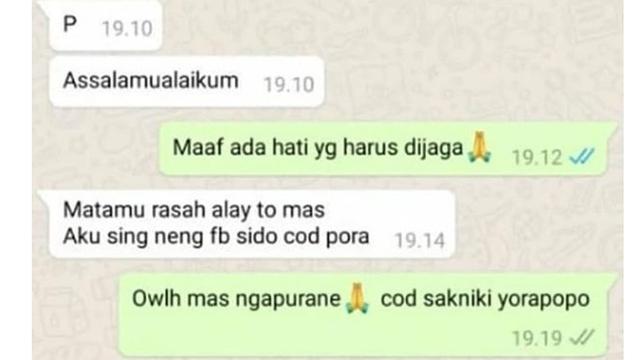 P 19.10
Assalamualaikum 19.10
Maaf ada hati yg harus dijaga🙏 19.12
Matamu rasah alay to mas
Aku sing neng fb sido cod pora 19.14
Owlh mas ngapurane🙏 cod sakniki yorapopo
19.19